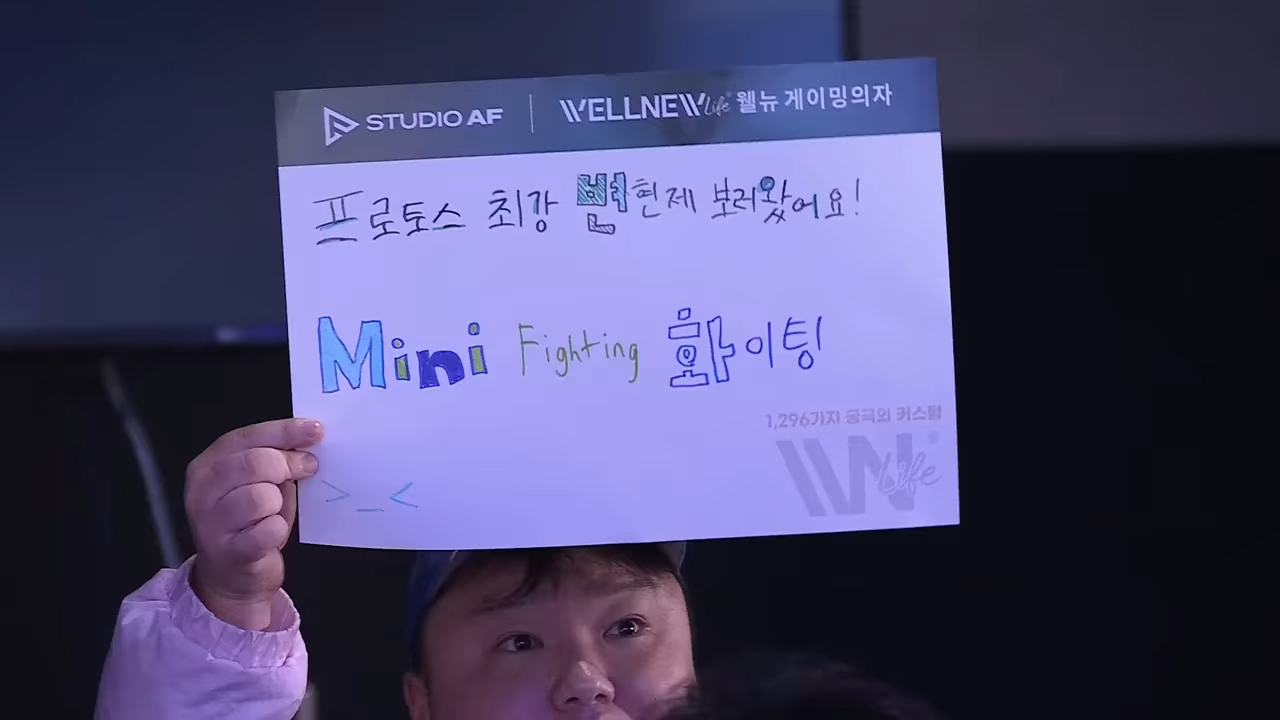 STUDIO AF | WELLNEW Life 웰뉴 게이밍의자
프로토스 최강 변현제 보러왔어요!
Mini Fighting 화이팅
1,296가지 궁극의 커스텀
WN Life
>_<